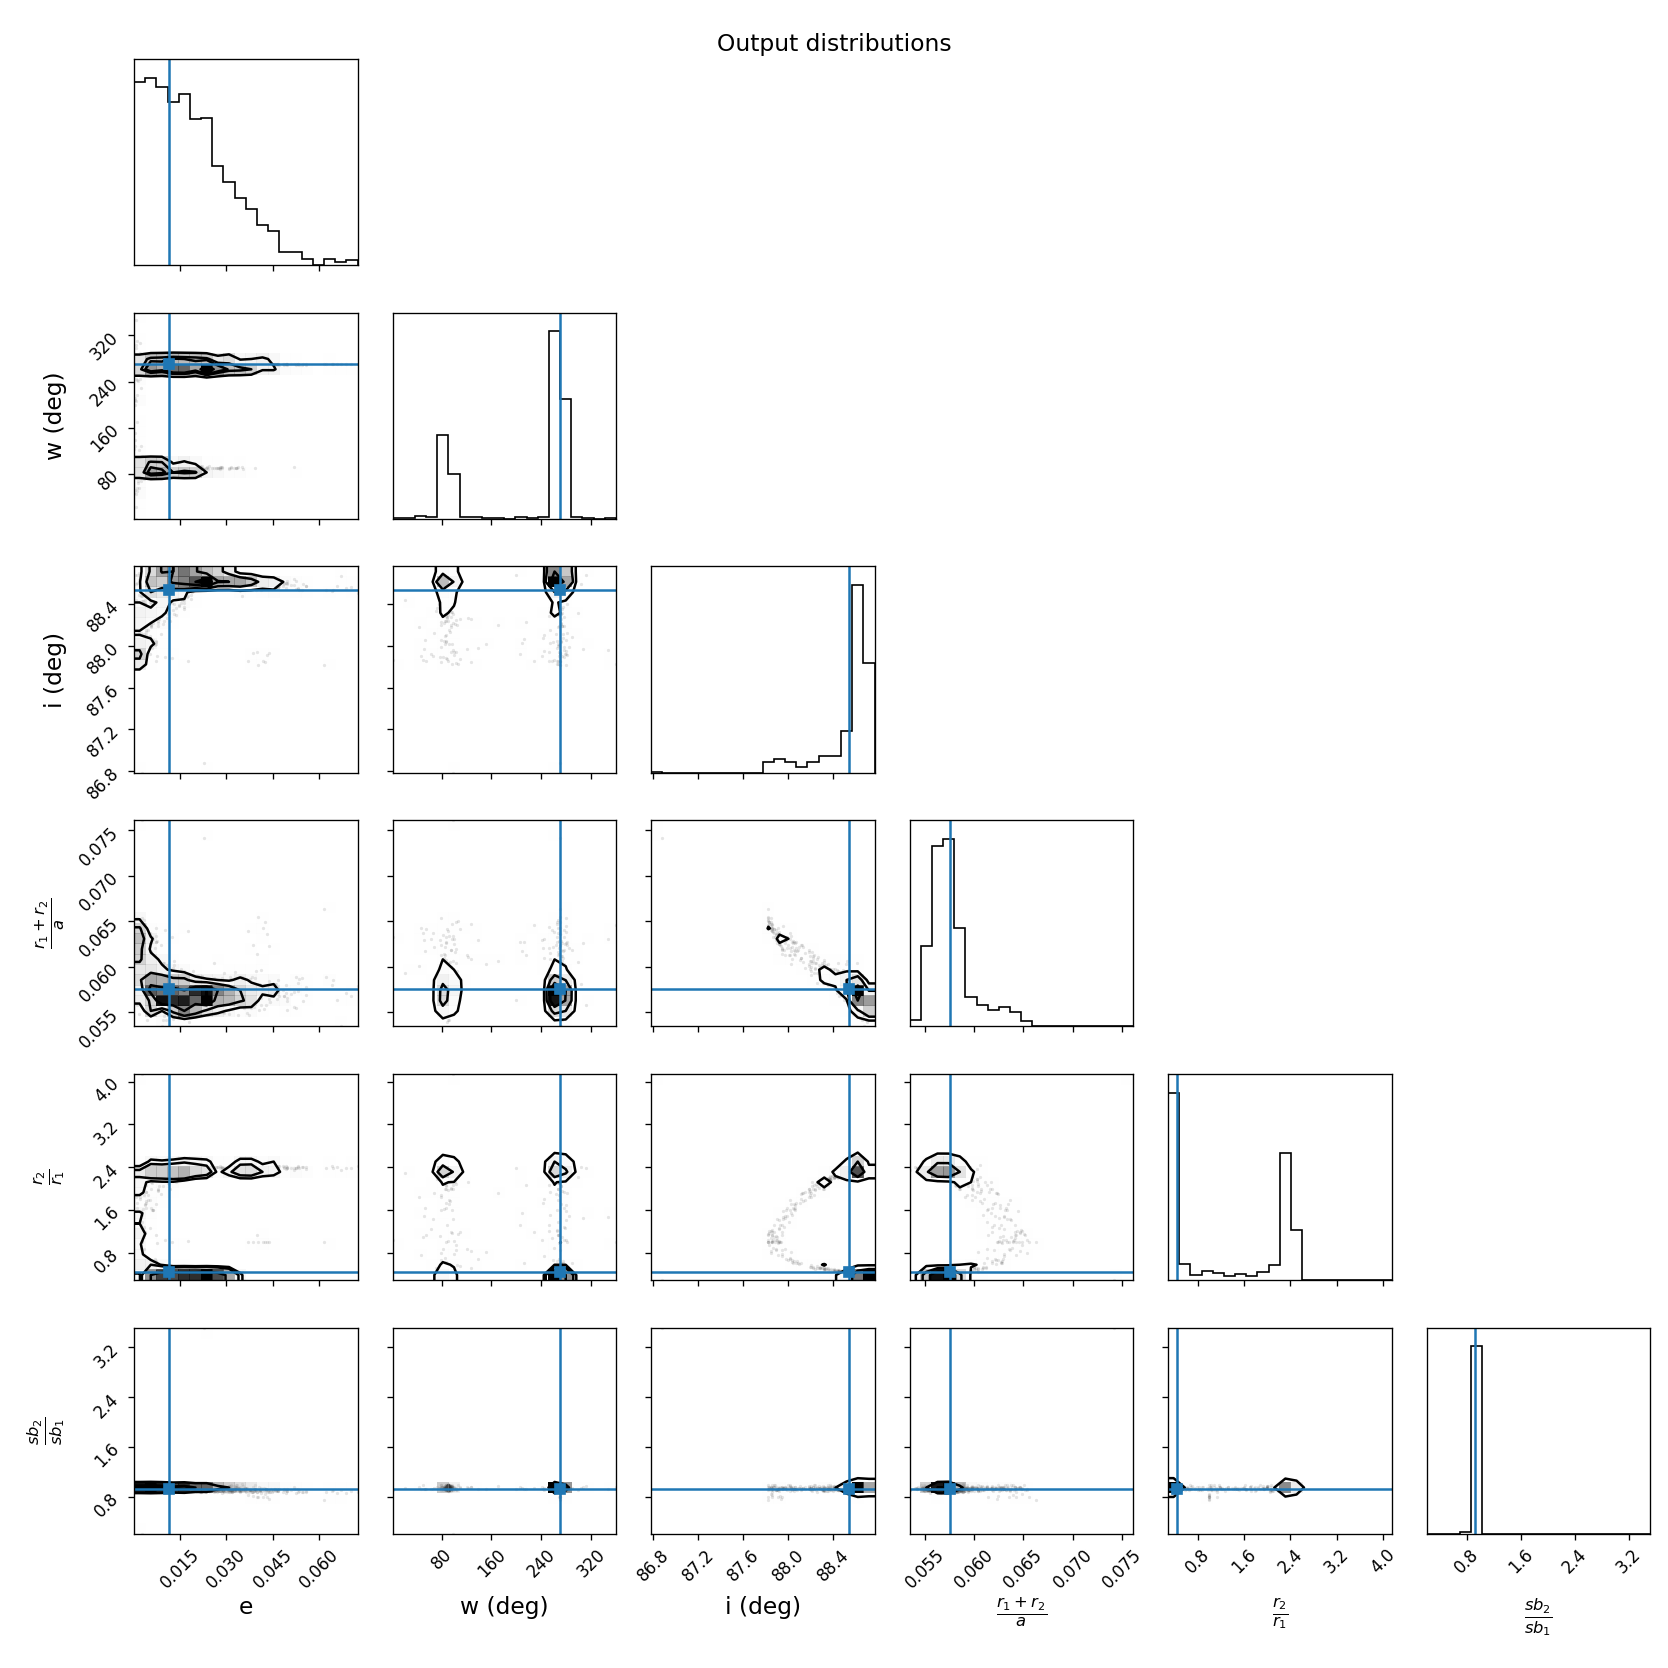 Output distributions
w (deg)
320
240
160
80
i (deg)
88.4
88.0
87.6
87.2
86.8
r1 + r2
a
0.075
0.070
0.065
0.060
0.055
r2
r1
4.0
3.2
2.4
1.6
0.8
sb2
sb1
3.2
2.4
1.6
0.8
0.015 0.030 0.045 0.060
80 160 240 320
86.8 87.2 87.6 88.0 88.4
0.055 0.060 0.065 0.070 0.075
0.8 1.6 2.4 3.2 4.0
0.8 1.6 2.4 3.2
e
w (deg)
i (deg)
r1 + r2
a
r2
r1
sb2
sb1